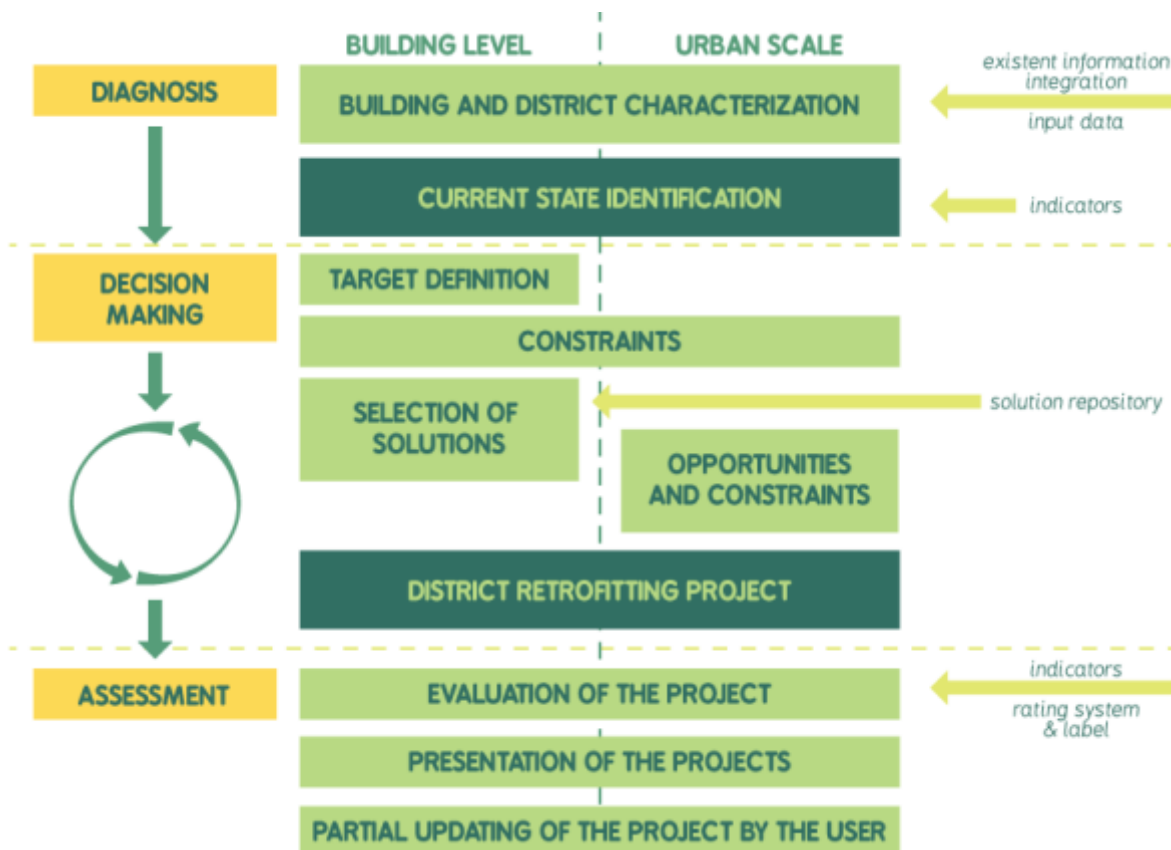 BUILDING LEVEL
URBAN SCALE
DIAGNOSIS
BUILDING AND DISTRICT CHARACTERIZATION
existent information
integration
input data
CURRENT STATE IDENTIFICATION
indicators
DECISION
MAKING
TARGET DEFINITION
CONSTRAINTS
SELECTION OF
SOLUTIONS
solution repository
OPPORTUNITIES
AND CONSTRAINTS
DISTRICT RETROFITTING PROJECT
ASSESSMENT
EVALUATION OF THE PROJECT
indicators
rating system
& label
PRESENTATION OF THE PROJECTS
PARTIAL UPDATING OF THE PROJECT BY THE USER